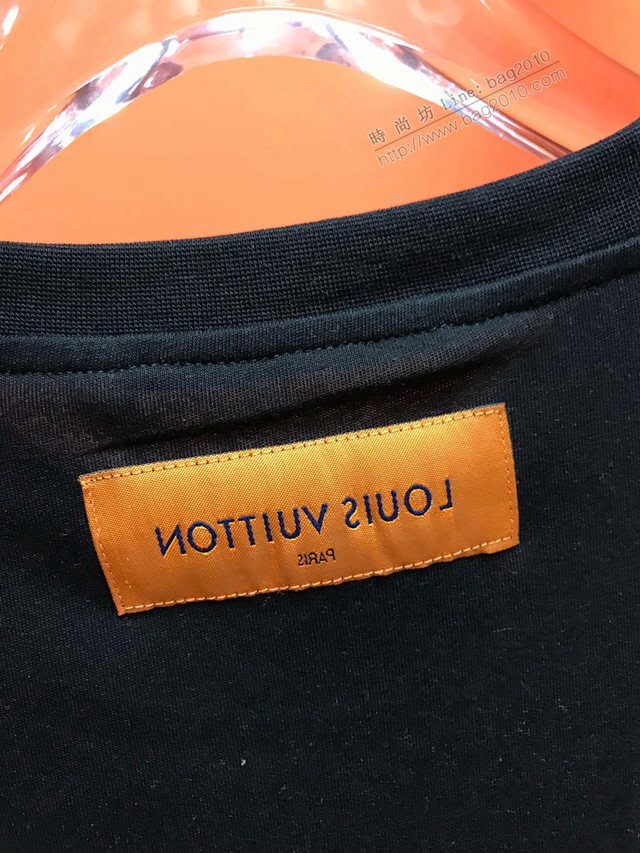 時尚坊 Line: bag2010
http://www.bag2010.com
LOUIS VUITTON
PARIS